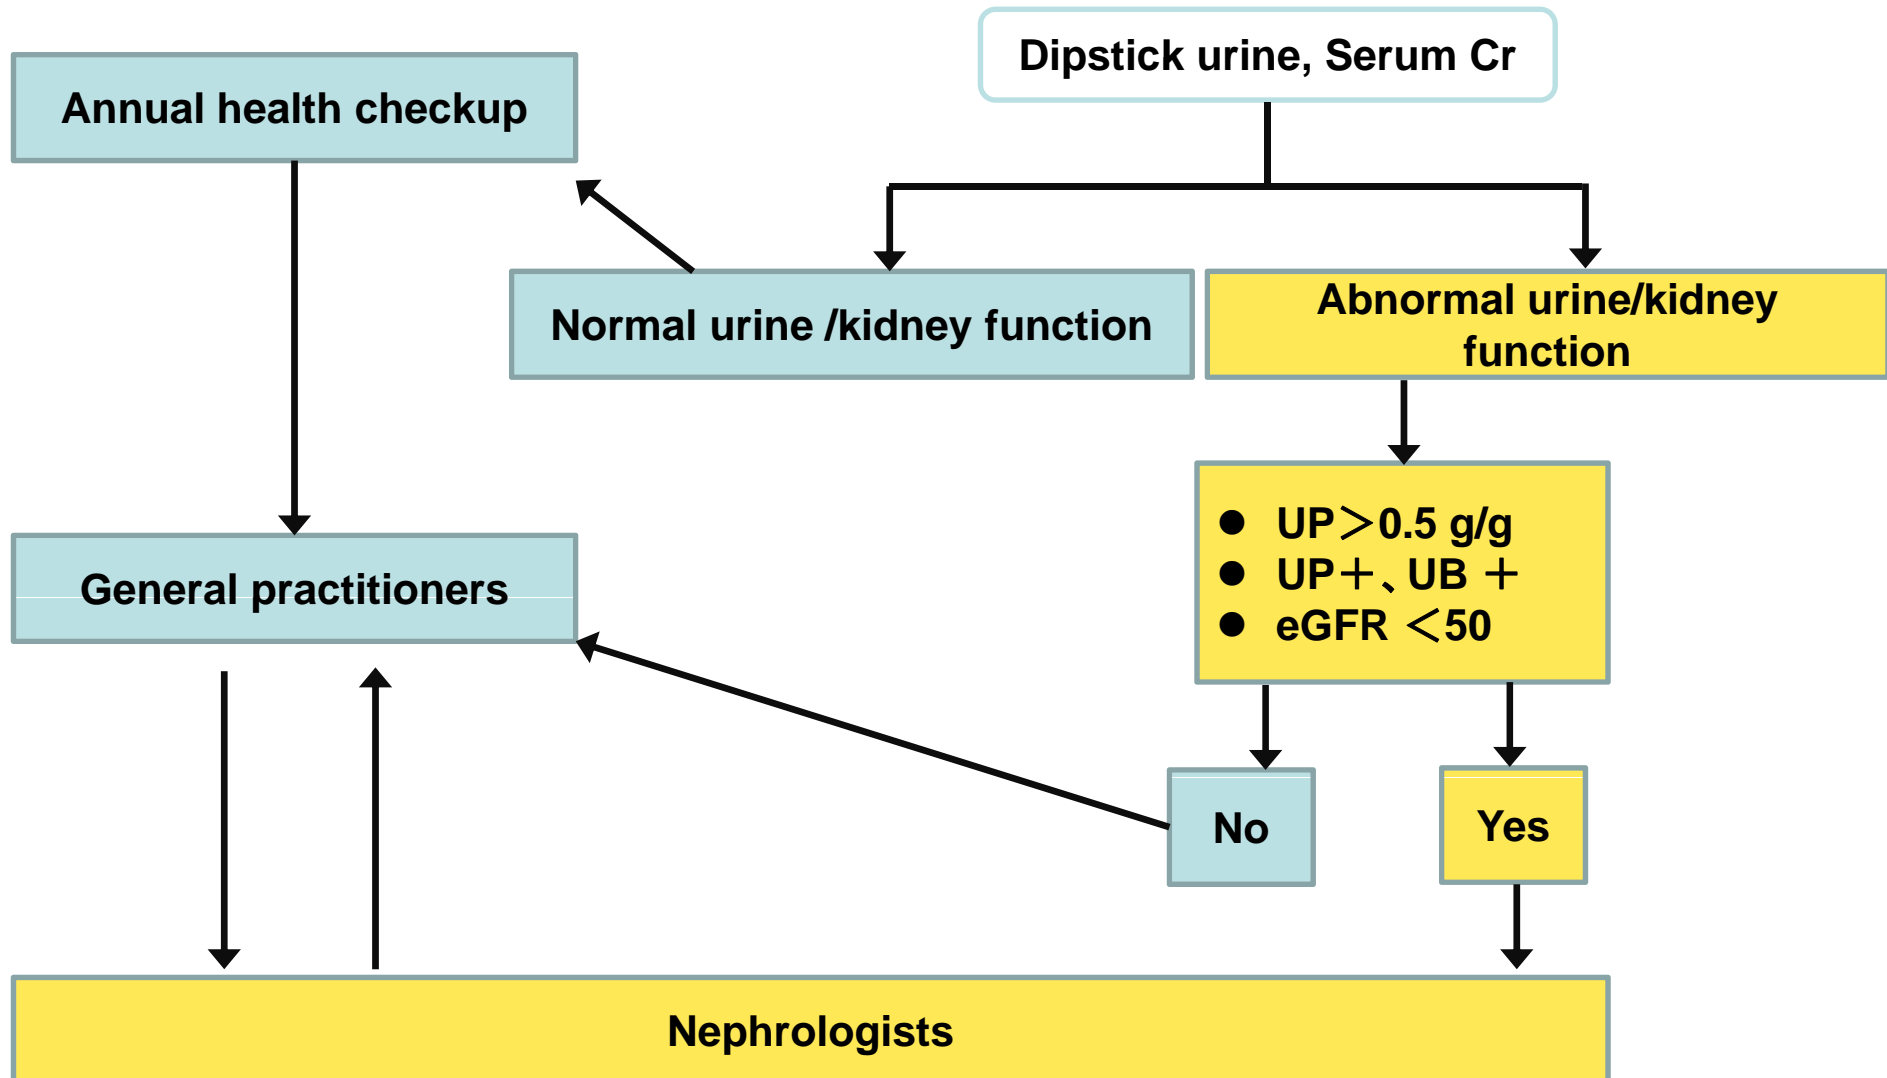 Dipstick urine, Serum Cr
Annual health checkup
Normal urine /kidney function
Abnormal urine/kidney
function
● UP＞0.5 g/g
● UP＋、UB ＋
● eGFR ＜50
General practitioners
No
Yes
Nephrologists